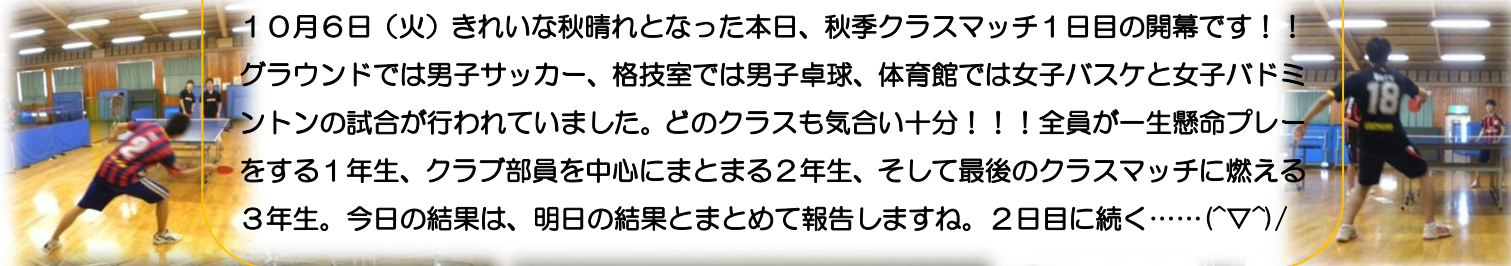 １０月６日（火）きれいな秋晴れとなった本日、秋季クラスマッチ１日目の開幕です！！
グラウンドでは男子サッカー、格技室では男子卓球、体育館では女子バスケと女子バドミ
ントンの試合が行われていました。どのクラスも気合い十分！！！全員が一生懸命プレー
をする１年生、クラブ部員を中心にまとまる２年生、そして最後のクラスマッチに燃える
３年生。今日の結果は、明日の結果とまとめて報告しますね。２日目に続く……(^▽^)/
2
18